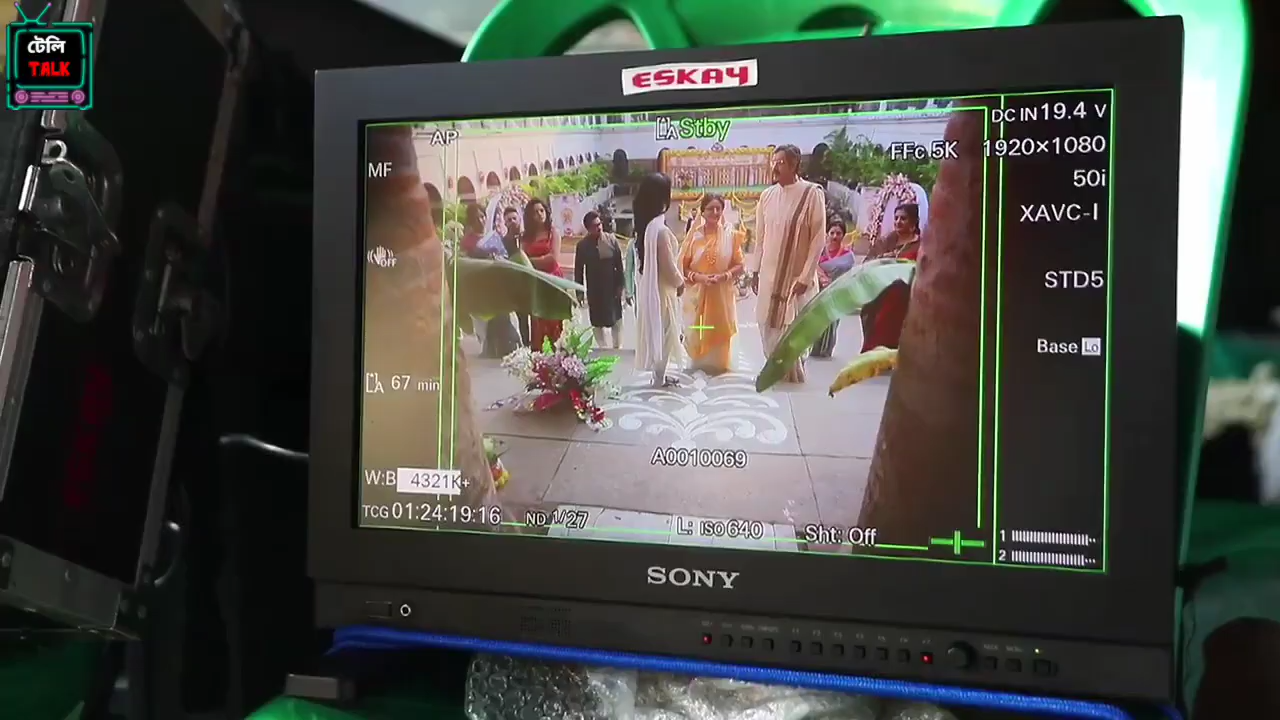 টেলি
TALK
ESKAY
AP
Stby
DC IN 19.4 V
MF
FFc 5K
1920×1080
50i
XAVC-I
OFF
STD5
Base Lo
67 min
A0010069
W:B 4321K+
TCG 01:24:19:16
ND 1/27
L: ISO 640
Sht: Off
1
2
SONY